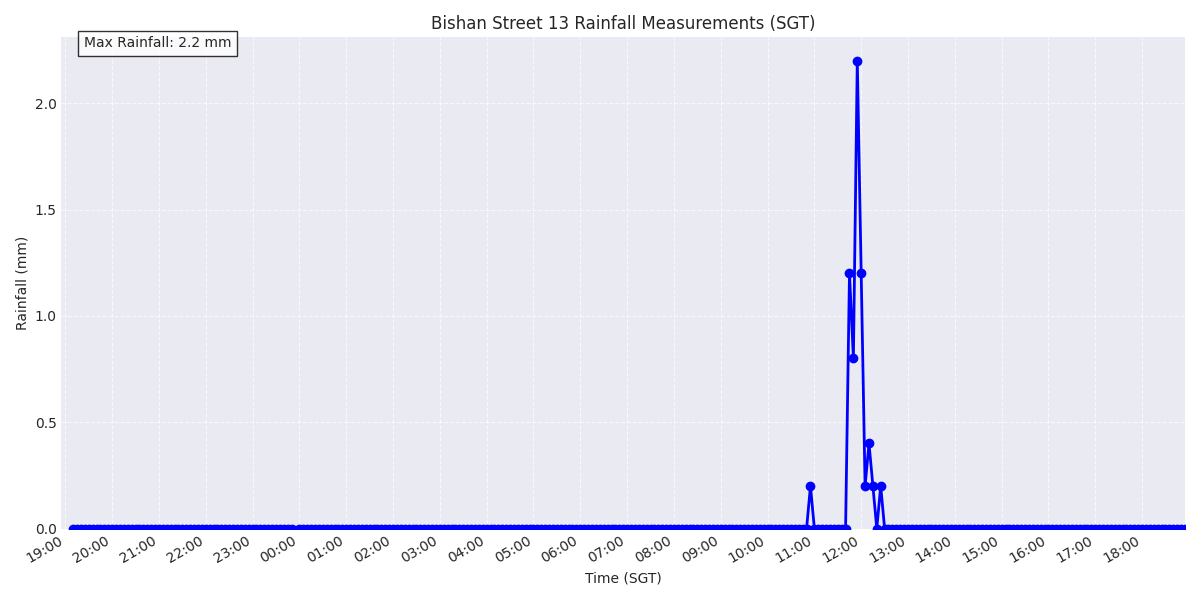 Bishan Street 13 Rainfall Measurements (SGT)
Max Rainfall: 2.2 mm
2.0
1.5
1.0
0.5
0.0
Rainfall (mm)
19:00 20:00 21:00 22:00 23:00 00:00 01:00 02:00 03:00 04:00 05:00 06:00 07:00 08:00 09:00 10:00 11:00 12:00 13:00 14:00 15:00 16:00 17:00 18:00
Time (SGT)